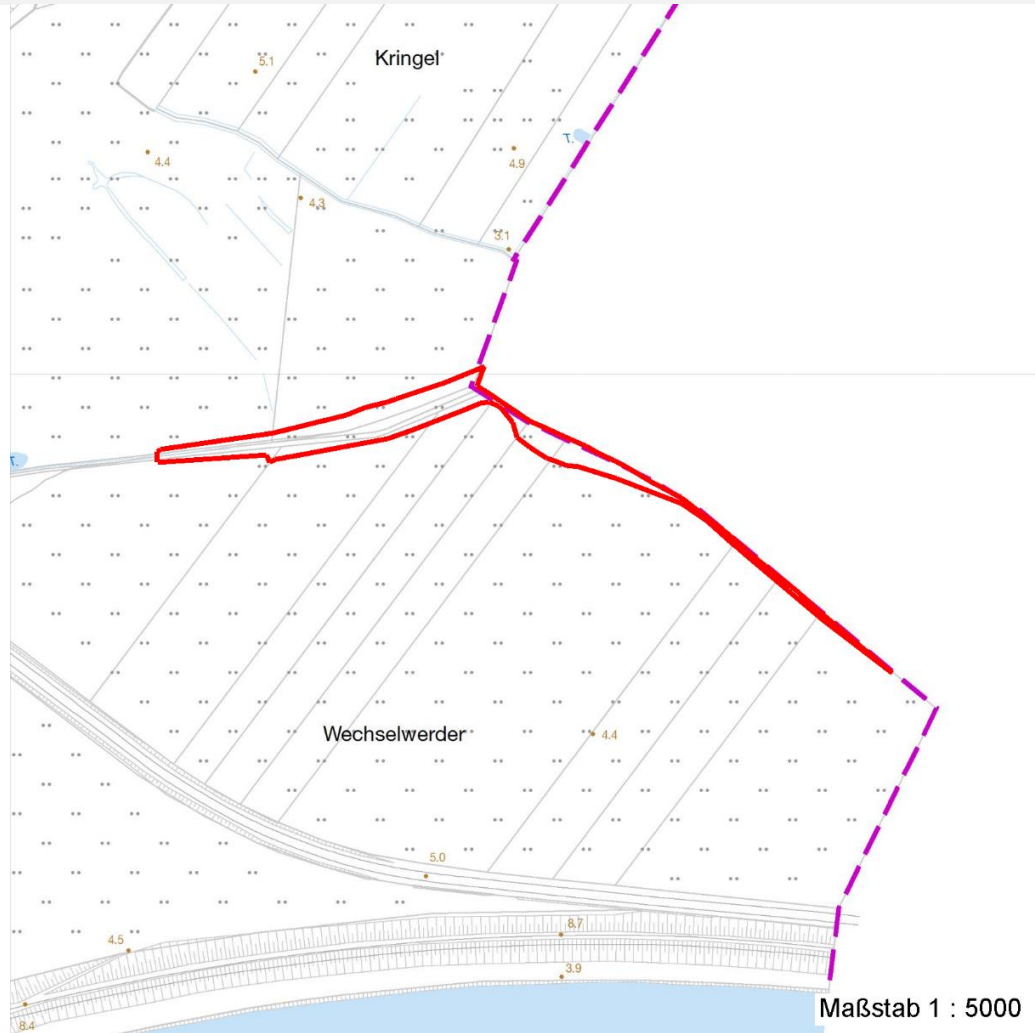 Kringel
5.1
T.
4.4
4.9
4.3
3.1
T.
Wechselwerder
4.4
5.0
8.7
4.5
3.9
8.4
Maßstab 1 : 5000